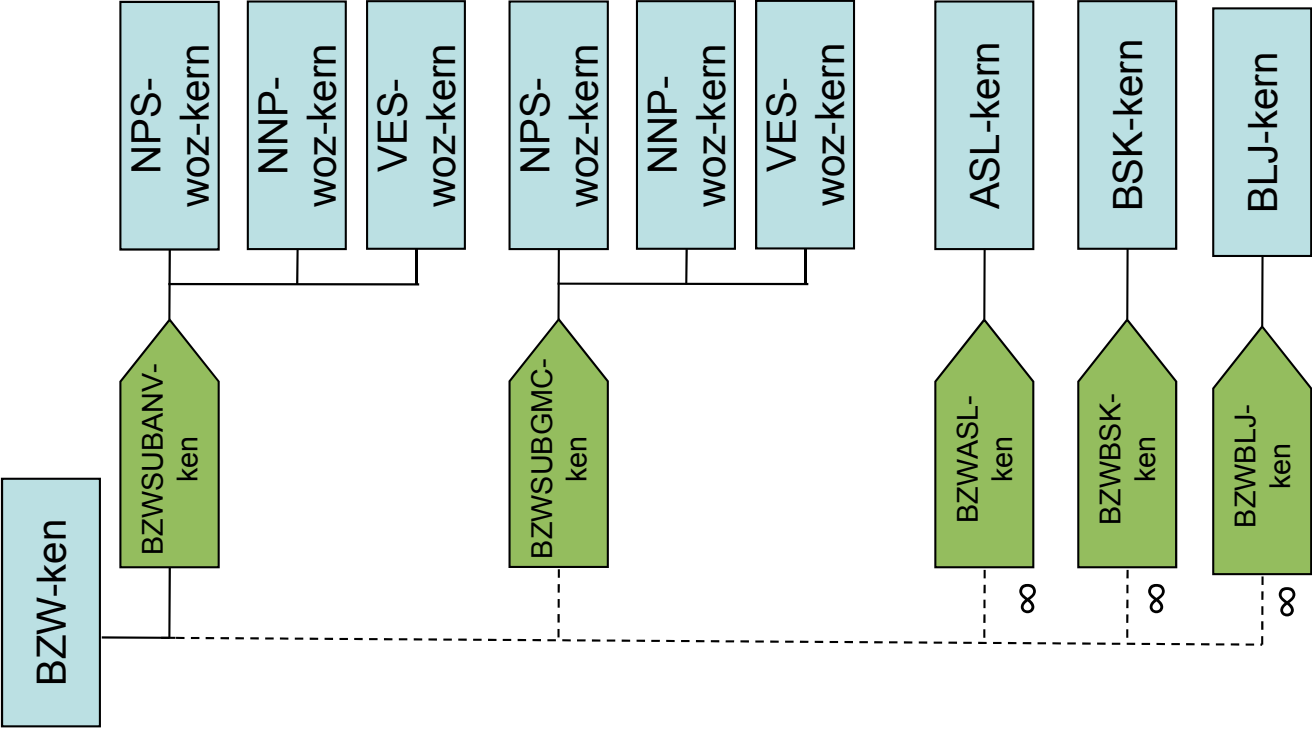 BZW-ken
BZWSUBANV-
ken
NPS-
woz-kern
NNP-
woz-kern
VES-
woz-kern
BZWSUBGMC-
ken
NPS-
woz-kern
NNP-
woz-kern
VES-
woz-kern
BZWASL-
ken
∞
ASL-kern
BZWBSK-
ken
∞
BSK-kern
BZWBLJ-
ken
∞
BLJ-kern